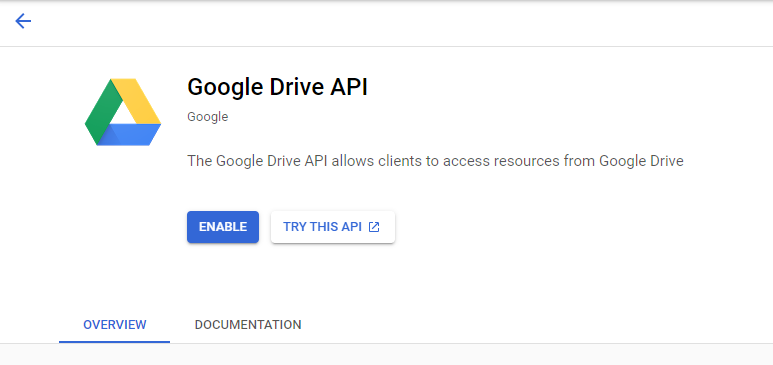 Google Drive API
Google
The Google Drive API allows clients to access resources from Google Drive
ENABLE
TRY THIS API
OVERVIEW
DOCUMENTATION